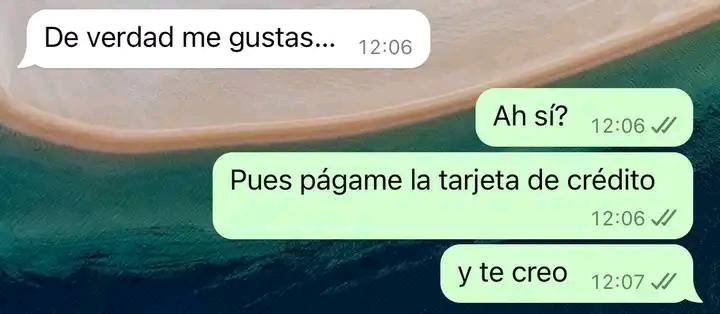 De verdad me gustas... 12:06
Ah sí? 12:06
Pues págame la tarjeta de crédito
12:06
y te creo 12:07